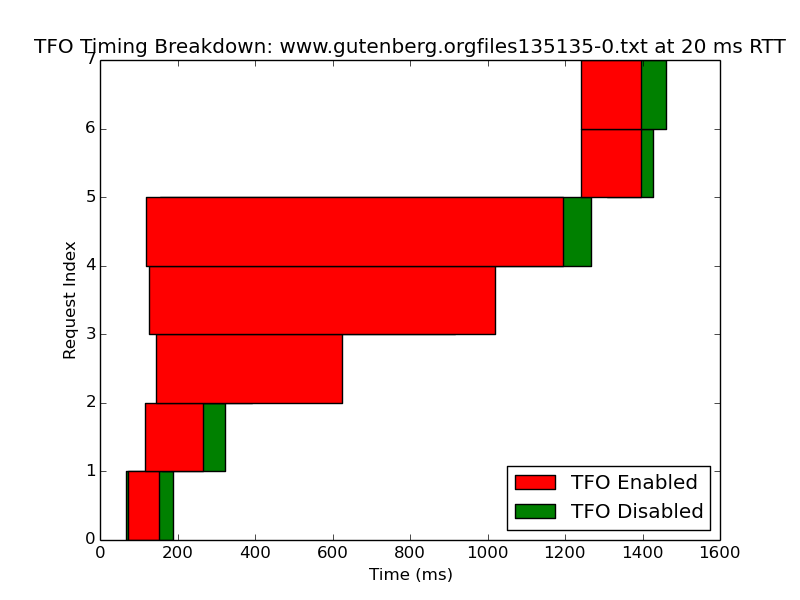 TFO Timing Breakdown: www.gutenberg.orgfiles135135-0.txt at 20 ms RTT
7
6
5
4
3
2
1
0
Request Index
0 200 400 600 800 1000 1200 1400 1600
Time (ms)
TFO Enabled
TFO Disabled